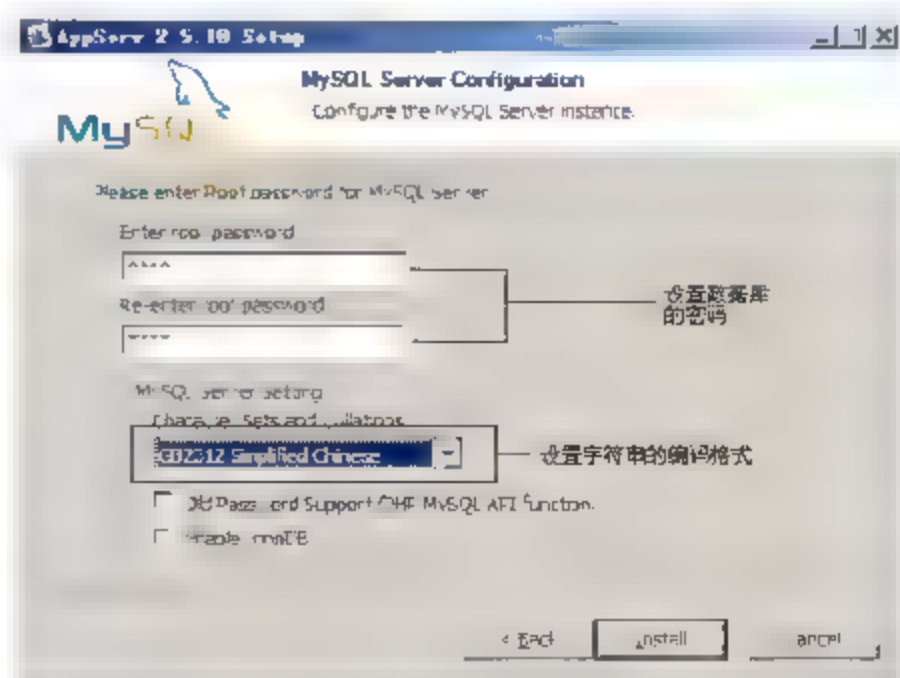 AppServ 2.5.10 Setup
MySQL Server Configuration
Configure the MySQL Server instance.
MySQL
Please enter Root password for MySQL Server
Enter root password
****
Re-enter root password
****
设置数据库
的密码
MySQL Server Setting
Character Sets and Collations
GB2312 Simplified Chinese
设置字符串的编码格式
Old Password Support (PHP MySQL API function.
Enable InnoDB
< Back
Install
Cancel